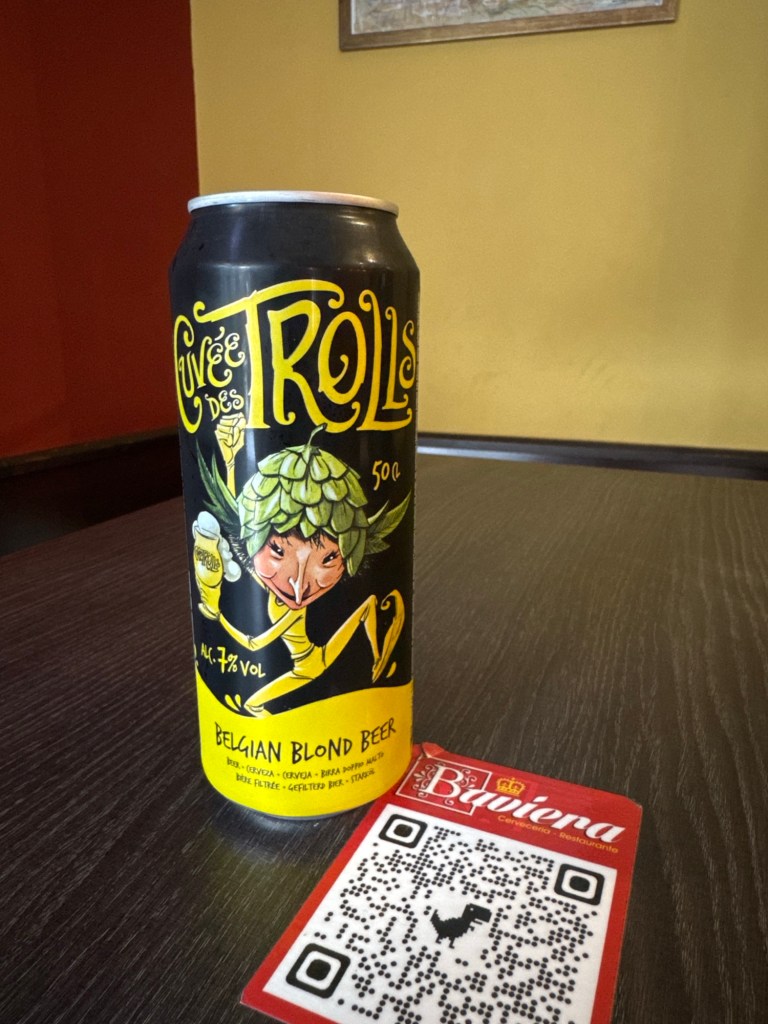 CUVÉE
DES
TROLLS
50 cl
ALC. 7% VOL
BELGIAN BLOND BEER
BEER - CERVEZA - CERVEJA - BIRRA DOPPIO MALTO
BIÈRE FILTRÉE - GEFILTERD BIER - STARKÖL
Baviera
Cervecería - Restaurante